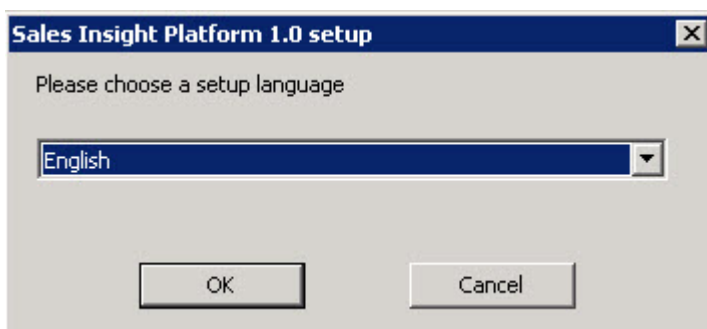 Sales Insight Platform 1.0 setup
Please choose a setup language
English
OK
Cancel